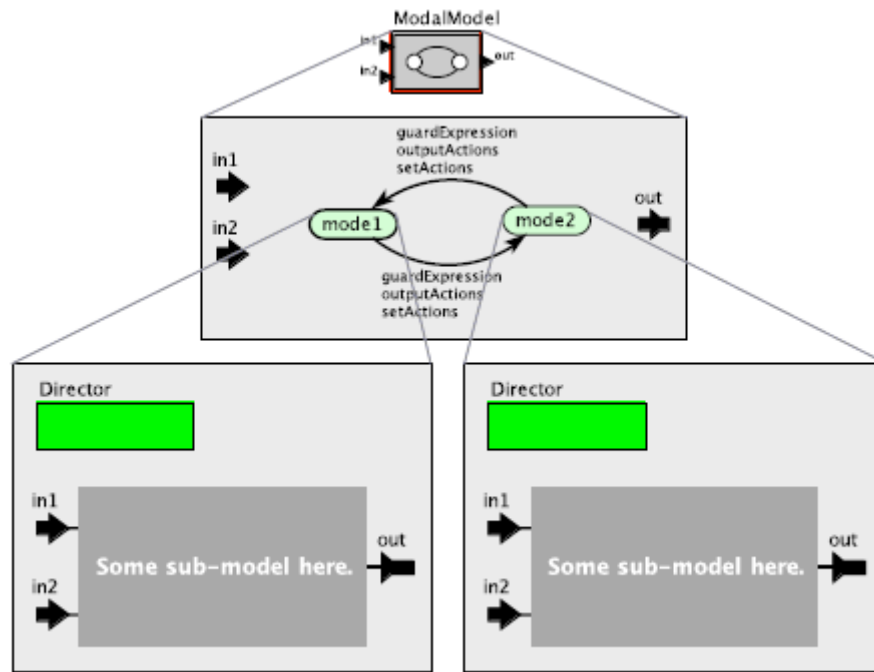 ModalModel
in1
in2
out
guardExpression
outputActions
setActions
in1
in2
out
mode1
mode2
guardExpression
outputActions
setActions
Director
in1
in2
Some sub-model here.
out
Director
in1
in2
Some sub-model here.
out